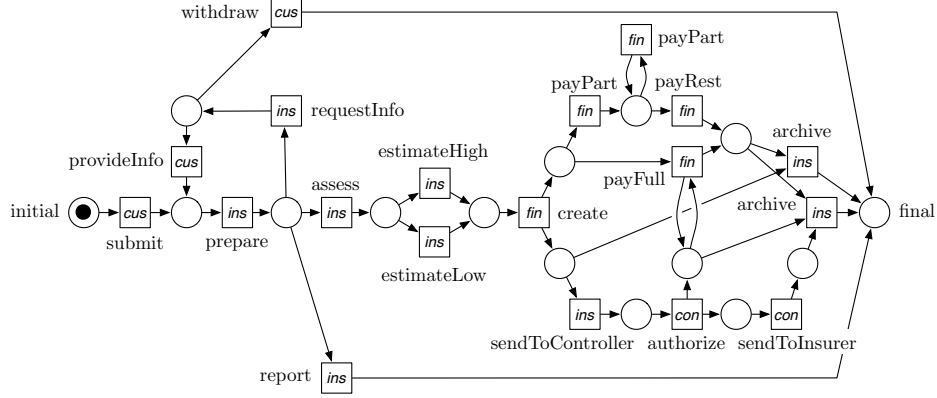 withdraw cus
fin payPart
payPart payRest
ins requestInfo fin fin
archive
estimateHigh
provideInfo cus fin ins
payFull
assess ins
archive
initial cus ins ins fin create ins final
submit prepare
ins
estimateLow
ins con con
sendToController authorize sendToInsurer
report ins